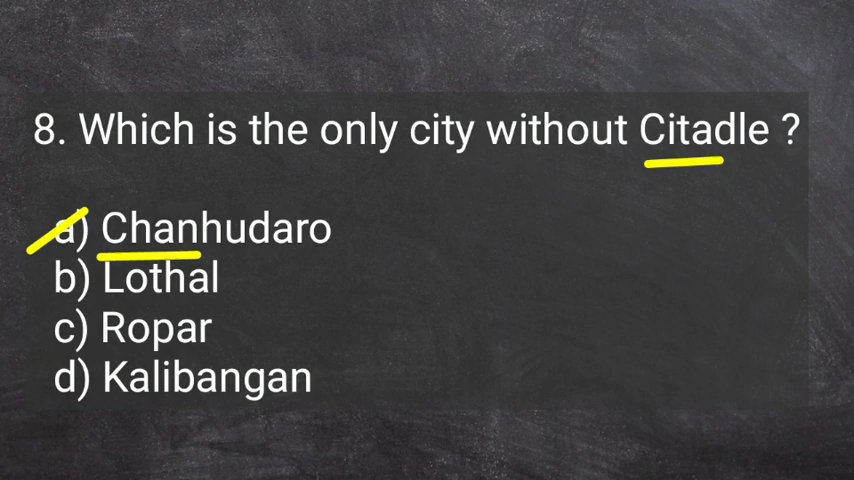 8. Which is the only city without Citadle ?
a) Chanhudaro
b) Lothal
c) Ropar
d) Kalibangan